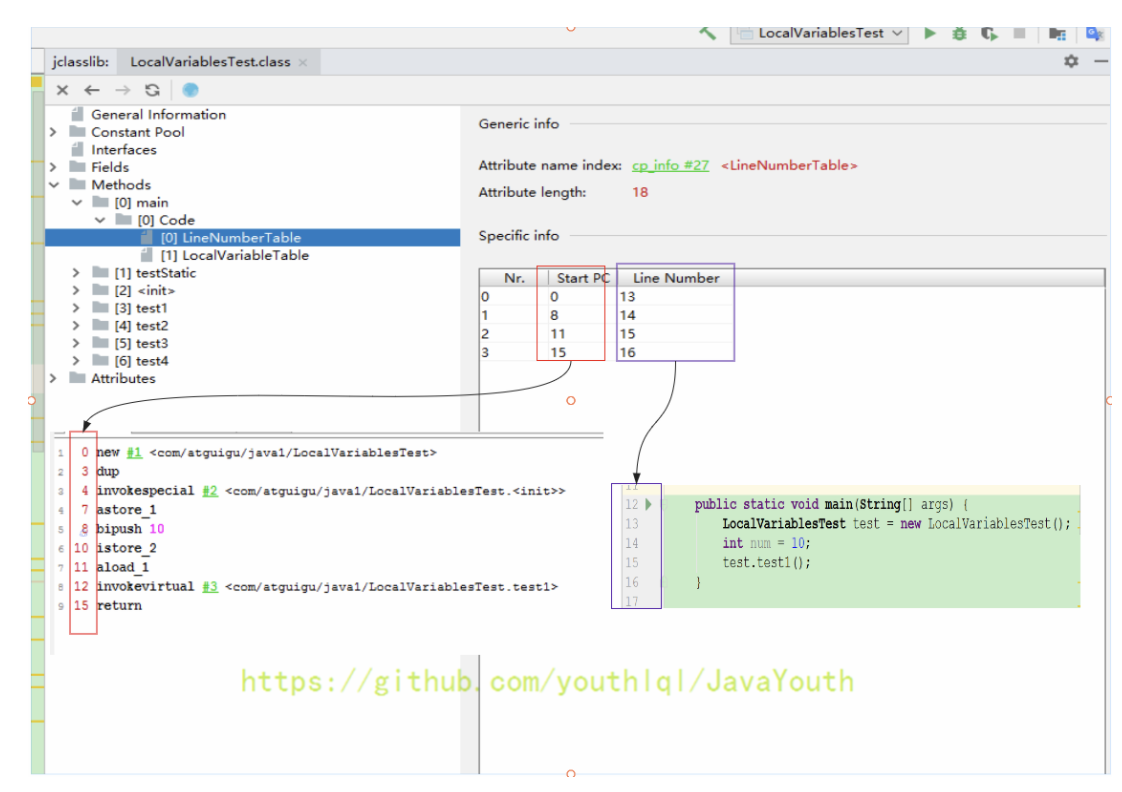 LocalVariablesTest
jclasslib: LocalVariablesTest.class ×
General Information
Constant Pool
Interfaces
Fields
Methods
[0] main
[0] Code
[0] LineNumberTable
[1] LocalVariableTable
[1] testStatic
[2] <init>
[3] test1
[4] test2
[5] test3
[6] test4
Attributes
Generic info
Attribute name index: cp_info #27 <LineNumberTable>
Attribute length: 18
Specific info
Nr. Start PC Line Number
0 0 13
1 8 14
2 11 15
3 15 16
1 0 new #1 <com/atguigu/java1/LocalVariablesTest>
2 3 dup
3 4 invokespecial #2 <com/atguigu/java1/LocalVariablesTest.<init>>
4 7 astore_1
5 8 bipush 10
6 10 istore_2
7 11 aload_1
8 12 invokevirtual #3 <com/atguigu/java1/LocalVariablesTest.test1>
9 15 return
11
12 public static void main(String[] args) {
13 LocalVariablesTest test = new LocalVariablesTest();
14 int num = 10;
15 test.test1();
16 }
17
https://github.com/youthlql/JavaYouth